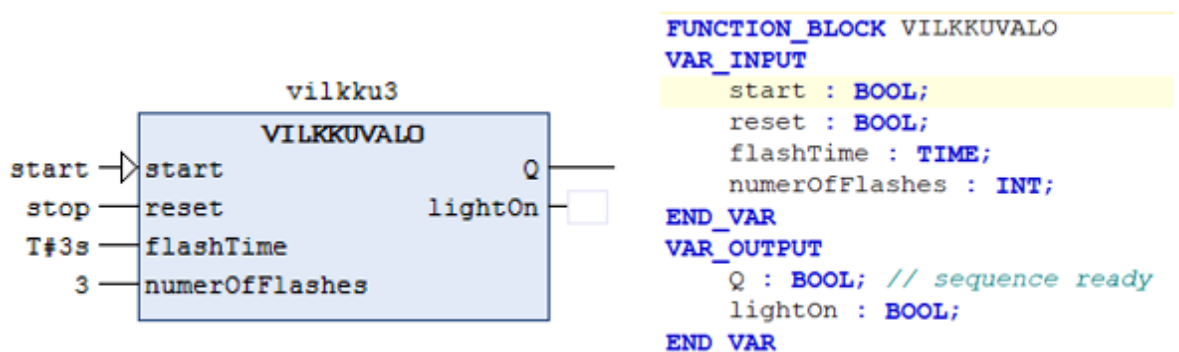 vilkku3
VILKKUVALO
start start Q
stop reset lightOn
T#3s flashTime
3 numerOfFlashes
FUNCTION_BLOCK VILKKUVALO
VAR_INPUT
start : BOOL;
reset : BOOL;
flashTime : TIME;
numerOfFlashes : INT;
END_VAR
VAR_OUTPUT
Q : BOOL; // sequence ready
lightOn : BOOL;
END_VAR